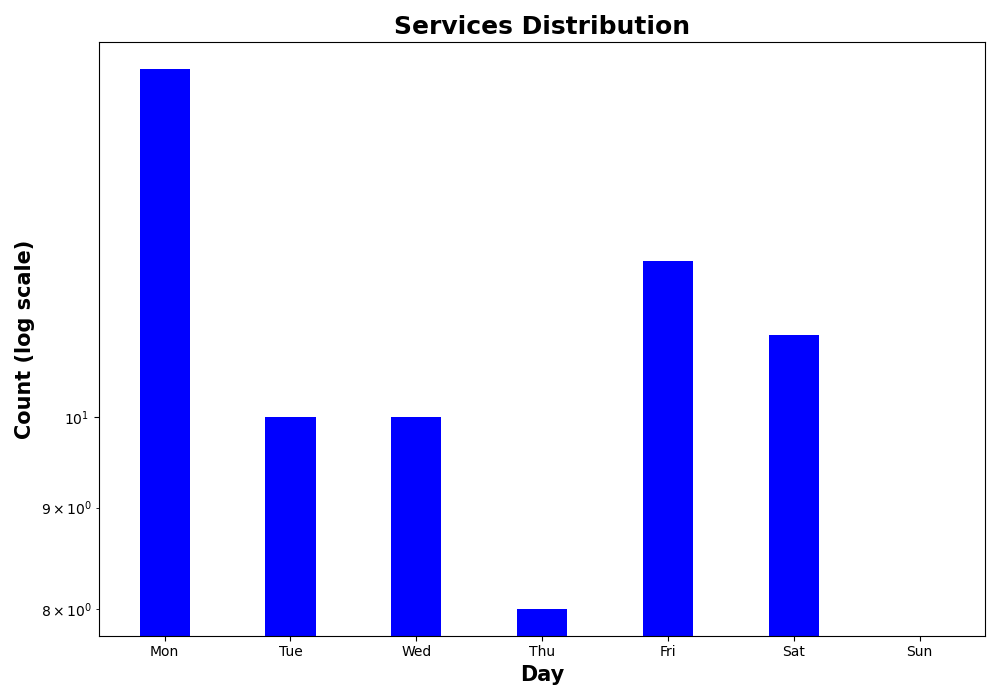 Services Distribution
Count (log scale)
10¹
9 × 10⁰
8 × 10⁰
Mon Tue Wed Thu Fri Sat Sun
Day